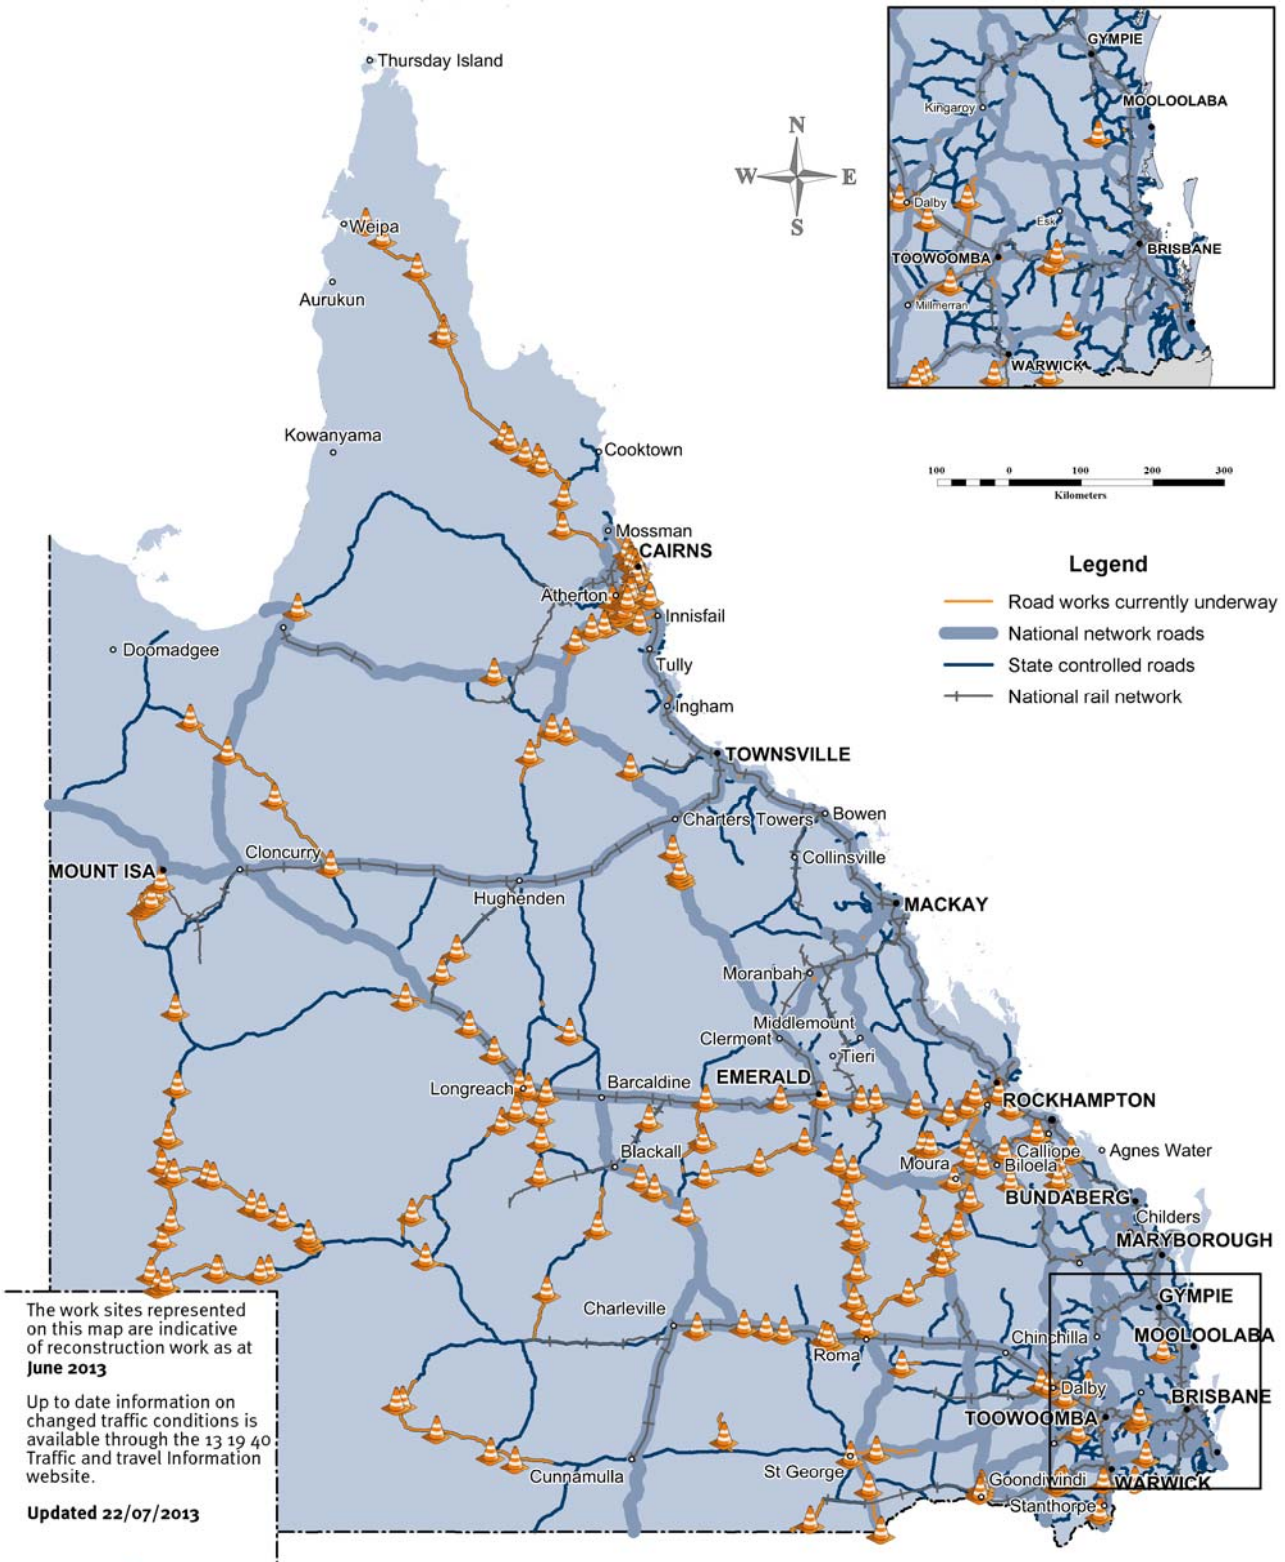 Thursday Island
N
W
E
S
Weipa
Aurukun
Kowanyama
Cooktown
Mossman
CAIRNS
Atherton
Innisfail
Doomadgee
Tully
Ingham
TOWNSVILLE
Charters Towers
Bowen
Cloncurry
MOUNT ISA
Collinsville
Hughenden
MACKAY
Moranbah
Middlemount
Clermont
Tieri
Longreach
Barcaldine
EMERALD
ROCKHAMPTON
Blackall
Moura
Calliope
Biloela
Agnes Water
BUNDABERG
Childers
MARYBOROUGH
GYMPIE
Charleville
Chinchilla
MOOLOOLABA
Roma
Dalby
BRISBANE
TOOWOOMBA
St George
Cunnamulla
Goondiwindi
WARWICK
Stanthorpe
GYMPIE
MOOLOOLABA
Kingaroy
Dalby
Esk
BRISBANE
TOOWOOMBA
Millmerran
WARWICK
100 0 100 200 300
Kilometers
Legend
Road works currently underway
National network roads
State controlled roads
National rail network
The work sites represented
on this map are indicative
of reconstruction work as at
June 2013
Up to date information on
changed traffic conditions is
available through the 13 19 40
Traffic and travel Information
website.
Updated 22/07/2013